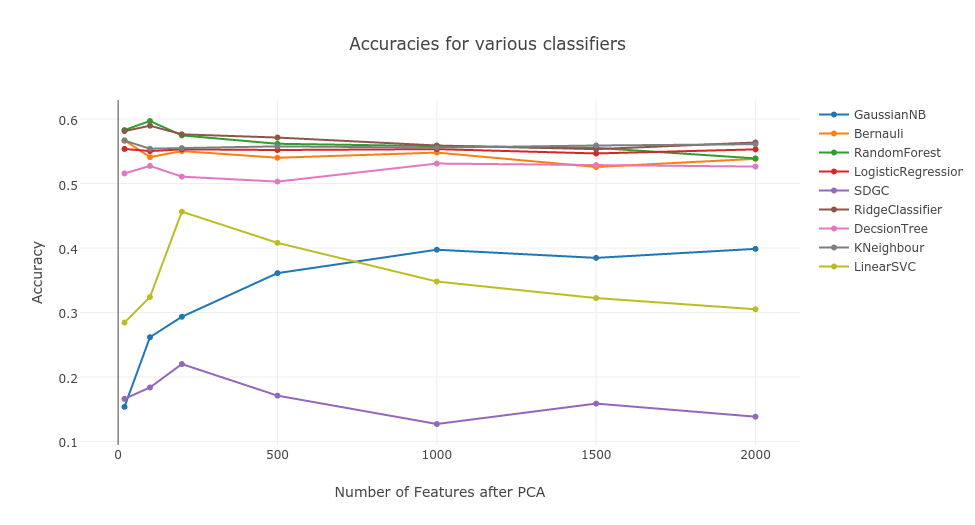 Accuracies for various classifiers
0.6
0.5
0.4
0.3
0.2
0.1
Accuracy
0
500
1000
1500
2000
Number of Features after PCA
GaussianNB
Bernauli
RandomForest
LogisticRegression
SDGC
RidgeClassifier
DecsionTree
KNeighbour
LinearSVC